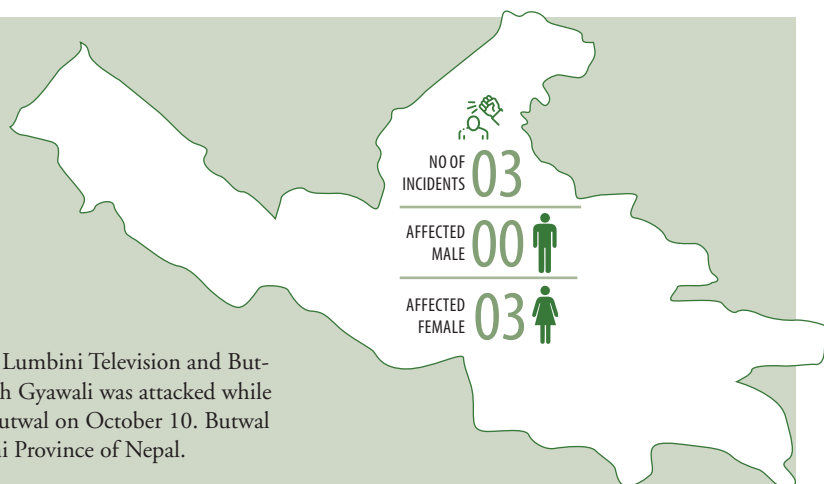 NO OF
INCIDENTS 03
AFFECTED
MALE 00
AFFECTED
FEMALE 03
Lumbini Television and But-
h Gyawali was attacked while
utwal on October 10. Butwal
ni Province of Nepal.